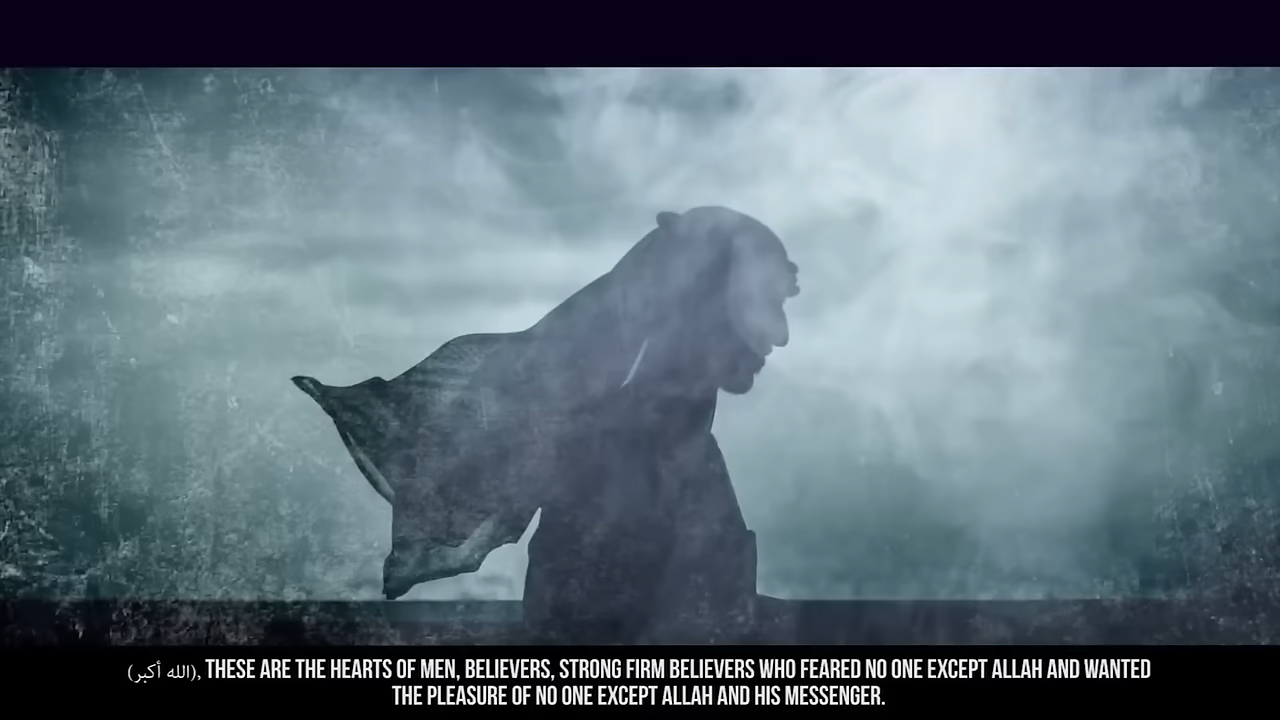 (الله أكبر), THESE ARE THE HEARTS OF MEN, BELIEVERS, STRONG FIRM BELIEVERS WHO FEARED NO ONE EXCEPT ALLAH AND WANTED
THE PLEASURE OF NO ONE EXCEPT ALLAH AND HIS MESSENGER.